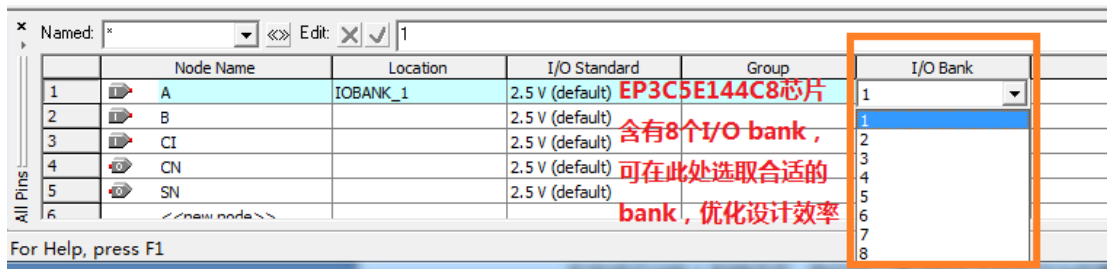 Named: * «» Edit: 1
Node Name Location I/O Standard Group I/O Bank
1 A IOBANK_1 2.5 V (default) 1
2 B 2.5 V (default)
3 CI 2.5 V (default)
4 CN 2.5 V (default)
5 SN 2.5 V (default)
6 <<new node>>
All Pins
EP3C5E144C8芯片
含有8个I/O bank，
可在此处选取合适的
bank，优化设计效率
1
2
3
4
5
6
7
8
For Help, press F1